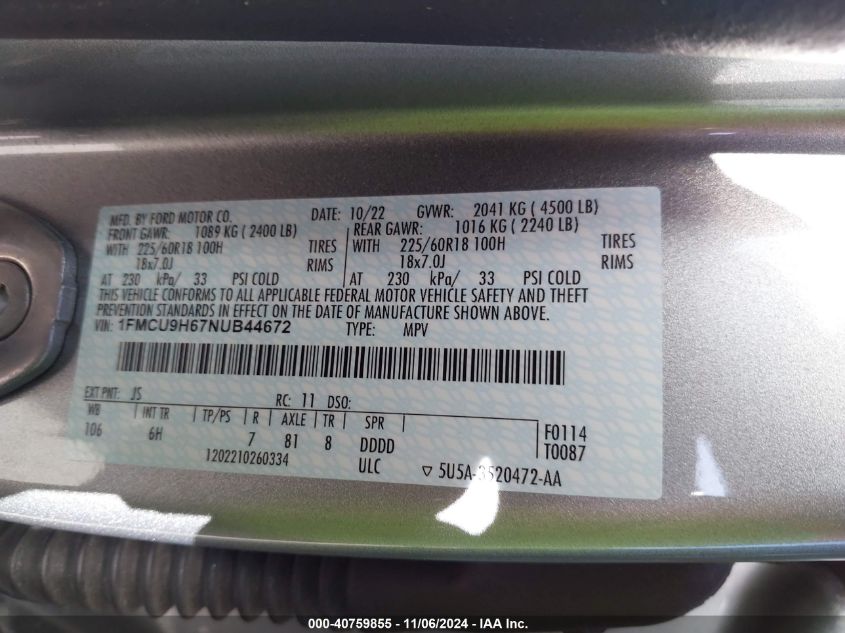 MFD. BY FORD MOTOR CO. DATE: 10/22 GVWR: 2041 KG ( 4500 LB)
FRONT GAWR: 1089 KG ( 2400 LB) REAR GAWR: 1016 KG ( 2240 LB)
WITH 225/60R18 100H TIRES WITH 225/60R18 100H TIRES
18x7.0J RIMS 18x7.0J RIMS
AT 230 kPa/ 33 PSI COLD AT 230 kPa/ 33 PSI COLD
THIS VEHICLE CONFORMS TO ALL APPLICABLE FEDERAL MOTOR VEHICLE SAFETY AND THEFT
PREVENTION STANDARDS IN EFFECT ON THE DATE OF MANUFACTURE SHOWN ABOVE.
VIN: 1FMCU9H67NUB44672 TYPE: MPV
EXT PNT: JS RC: 11 DSO:
WB INT TR TP/PS R AXLE TR SPR F0114
106 6H 7 81 8 DDDD T0087
1202210260334 ULC ▽ 5U5A-3520472-AA
000-40759855 - 11/06/2024 - IAA Inc.